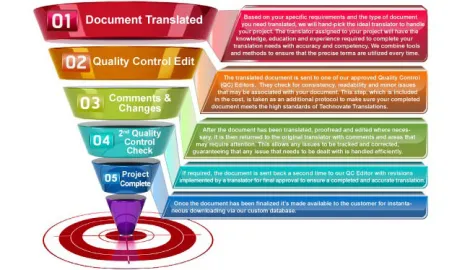 01 Document Translated
Based on your specific requirements and the type of document
you need translated, we will hand-pick the ideal translator to handle
your project. The translator assigned to your project will have the
knowledge, education and experience required to complete your
translation needs with accuracy and competency. We combine tools
and methods to ensure that the precise terms are utilized every time.
02 Quality Control Edit
The translated document is sent to one of our approved Quality Control
(QC) Editors. They check for consistency, readability and minor issues
that may be associated with your document. This step, which is included
in the cost, is taken as an additional protocol to make sure your completed
document meets the high standards of Technovate Translations.
03 Comments &
Changes
After the document has been translated, proofread and edited where neces-
sary, it is then returned to the original translator with comments and areas that
may require attention. This allows any issues to be tracked and corrected,
guaranteeing that any issue that needs to be dealt with is handled efficiently.
04 2nd Quality
Control
Check
If required, the document is sent back a second time to our QC Editor with revisions
implemented by a translator for final approval to ensure a completed and accurate translation
05 Project
Complete
Once the document has been finalized it's made available to the customer for instanta-
neous downloading via our custom database.